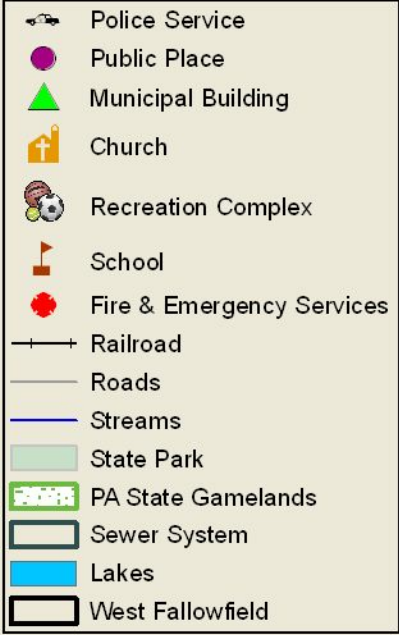 Police Service
Public Place
Municipal Building
Church
Recreation Complex
School
Fire & Emergency Services
Railroad
Roads
Streams
State Park
PA State Gamelands
Sewer System
Lakes
West Fallowfield